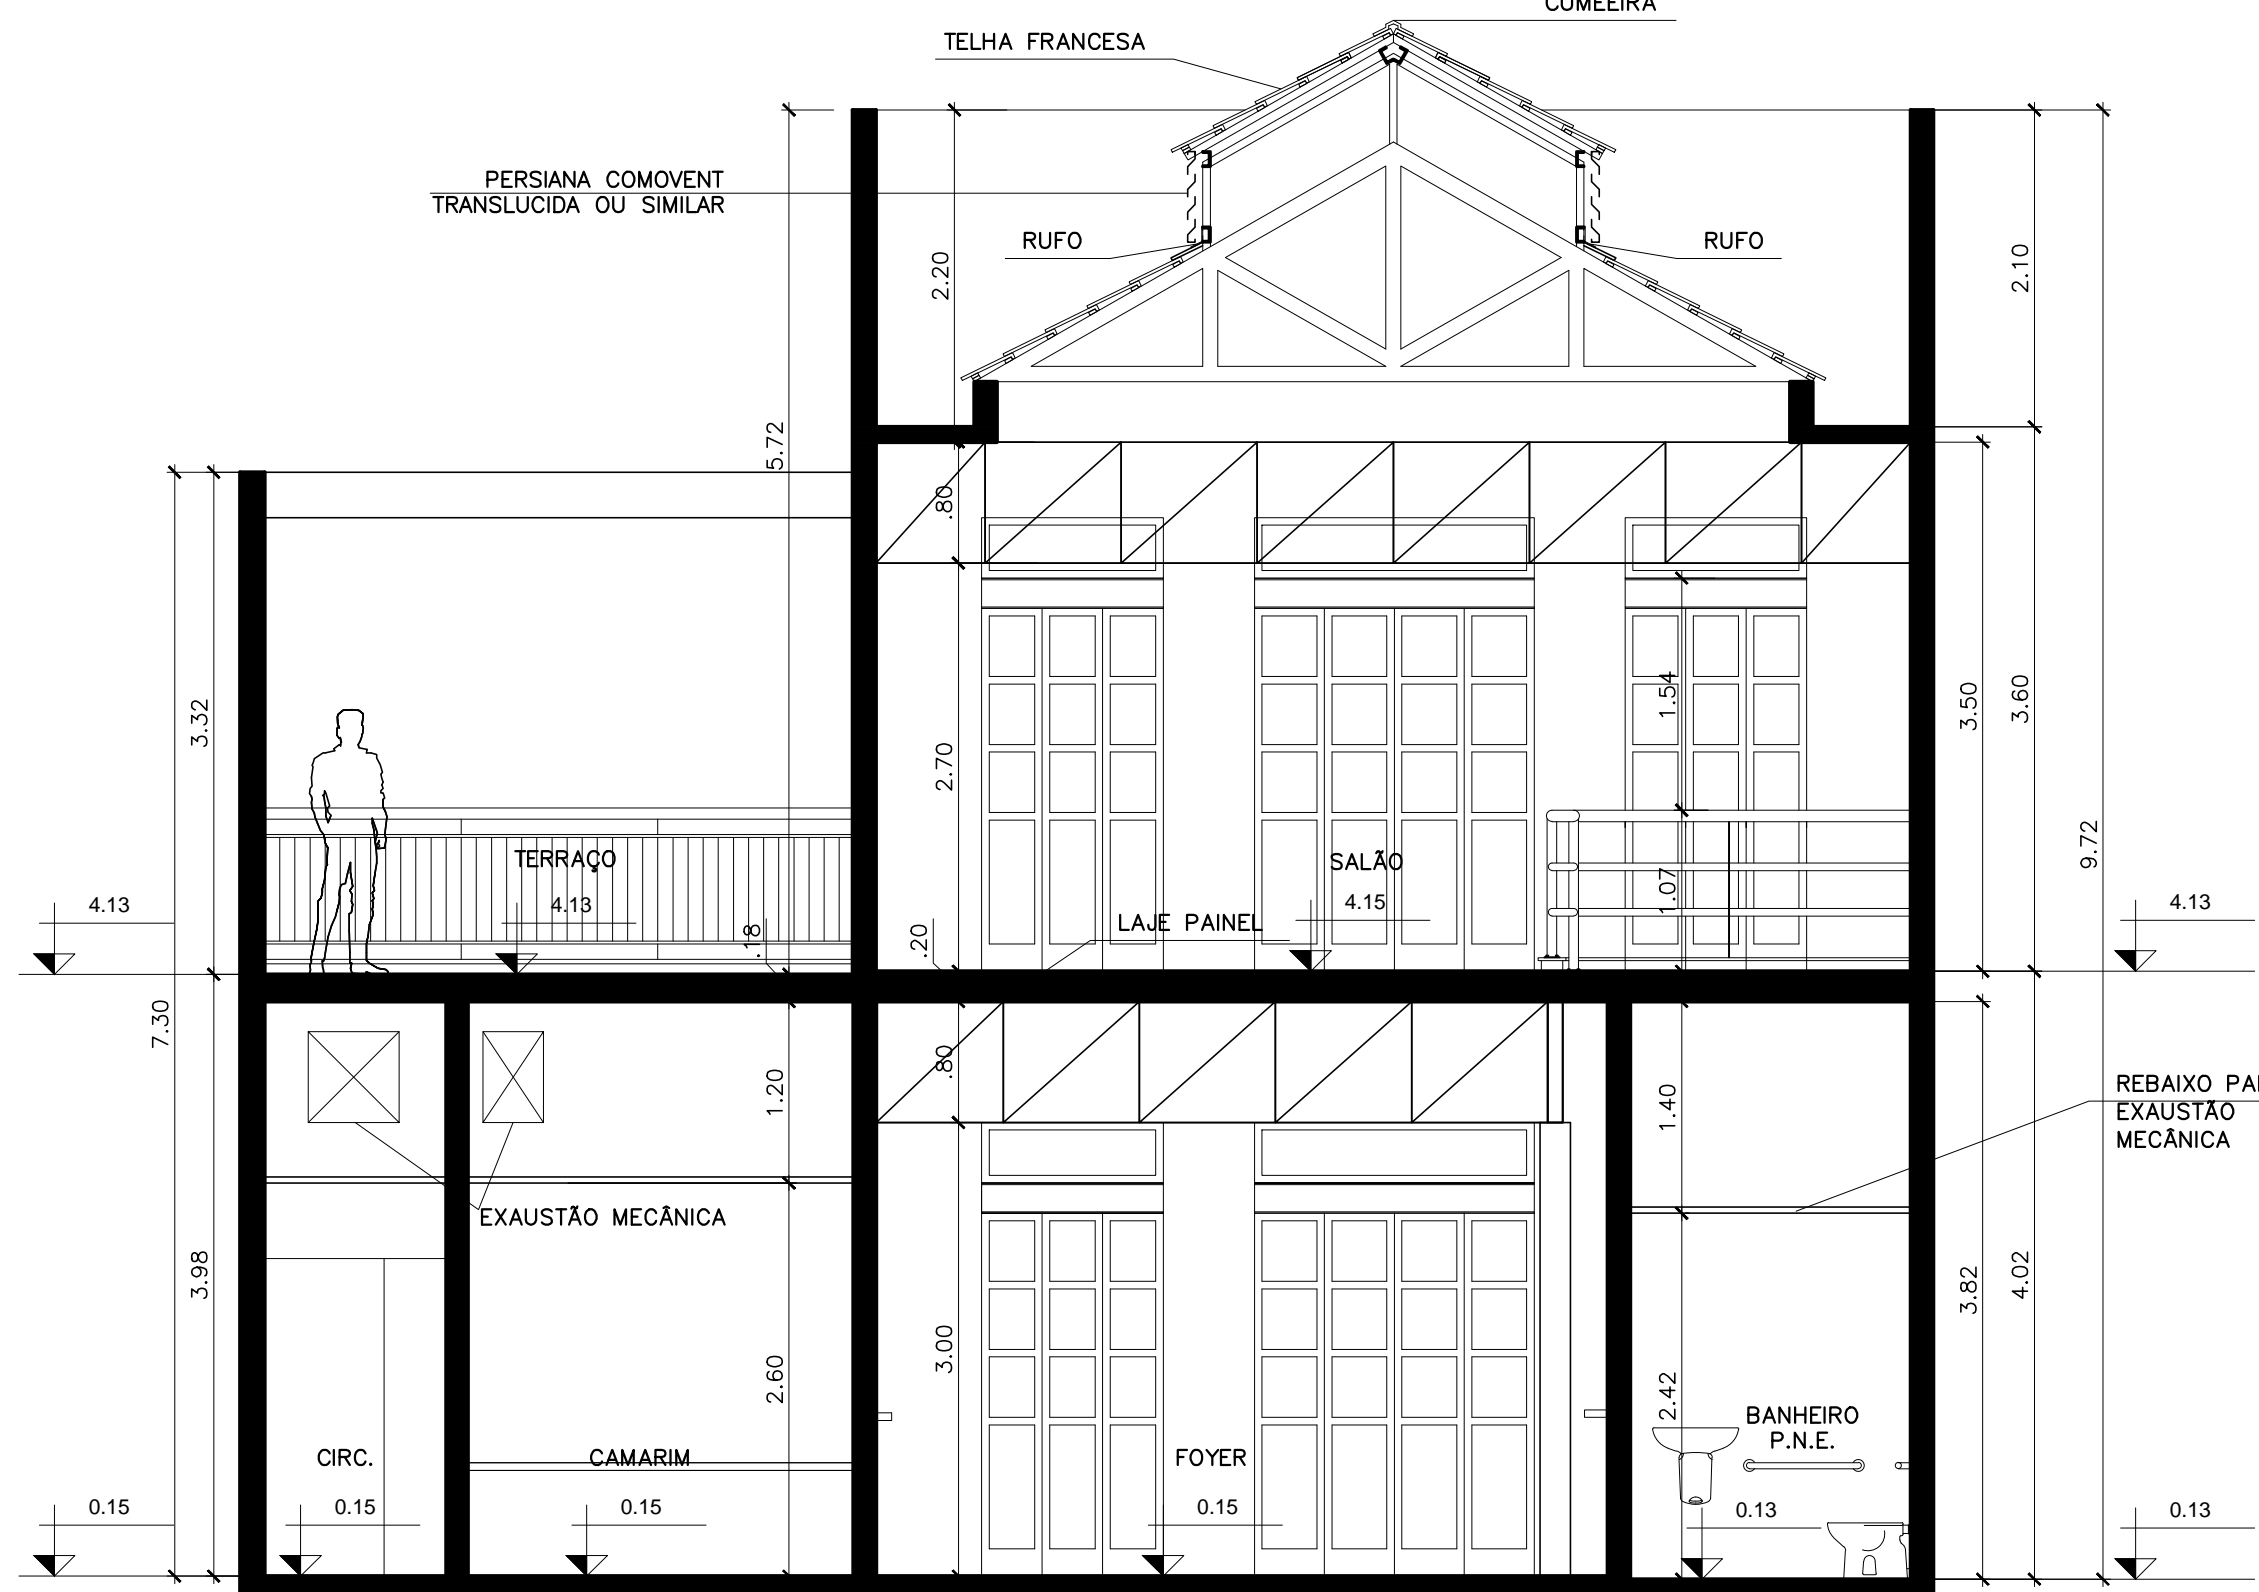 CUMEEIRA
TELHA FRANCESA
PERSIANA COMOVENT
TRANSLUCIDA OU SIMILAR
RUFO
RUFO
2.20
2.10
5.72
.80
3.32
2.70
1.54
3.50
3.60
9.72
TERRAÇO
SALÃO
4.13
4.13
.18
.20
LAJE PAINEL
4.15
1.07
4.13
7.30
1.20
.80
1.40
REBAIXO
EXAUSTÃO
MECÂNICA
EXAUSTÃO MECÂNICA
3.98
2.60
3.00
2.42
3.82
4.02
BANHEIRO
P.N.E.
CIRC.
CAMARIM
FOYER
0.15
0.15
0.15
0.15
0.13
0.13